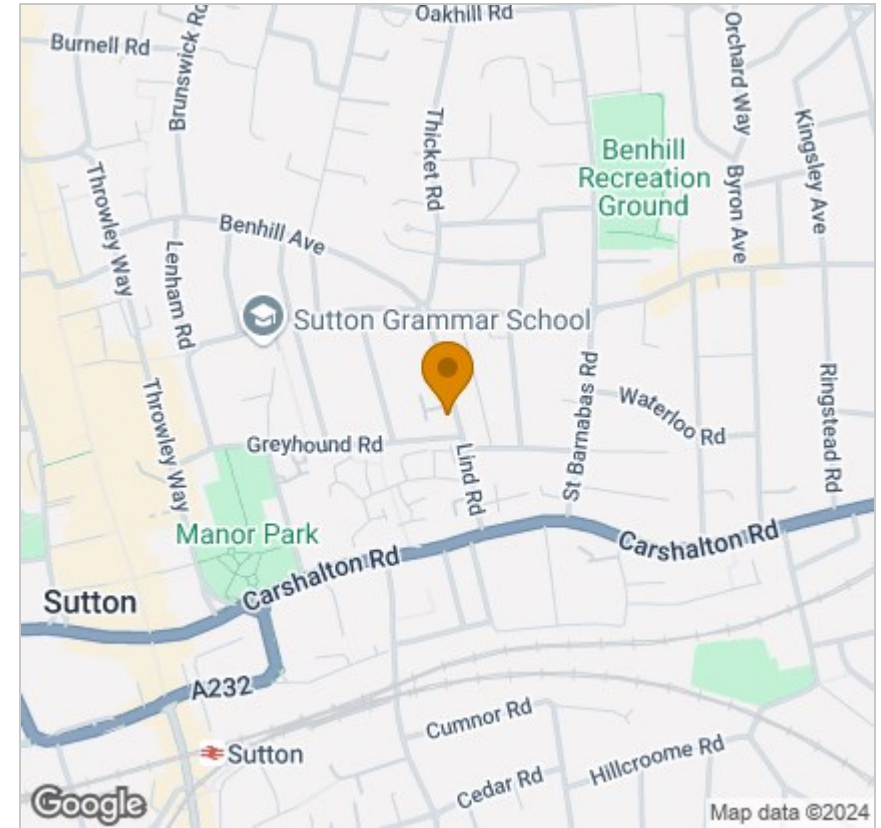 Oakhill Rd
Burnell Rd
Brunswick Rd
Orchard Way
Thicket Rd
Kingsley Ave
Benhill
Recreation
Ground
Byron Ave
Throwley Way
Benhill Ave
Lenham Rd
Sutton Grammar School
Throwley Way
Waterloo Rd
Ringstead Rd
St Barnabas Rd
Greyhound Rd
Lind Rd
Manor Park
Carshalton Rd
Carshalton Rd
Sutton
A232
Cumnor Rd
Sutton
Hillcroome Rd
Cedar Rd
Google
Map data ©2024